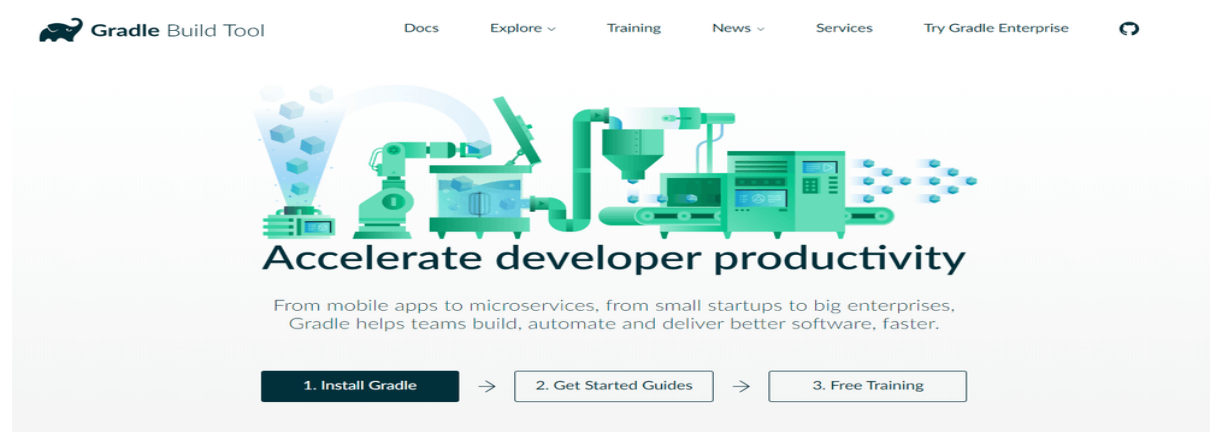 Gradle Build Tool
Docs Explore Training News Services Try Gradle Enterprise
Accelerate developer productivity
From mobile apps to microservices, from small startups to big enterprises,
Gradle helps teams build, automate and deliver better software, faster.
1. Install Gradle
2. Get Started Guides
3. Free Training